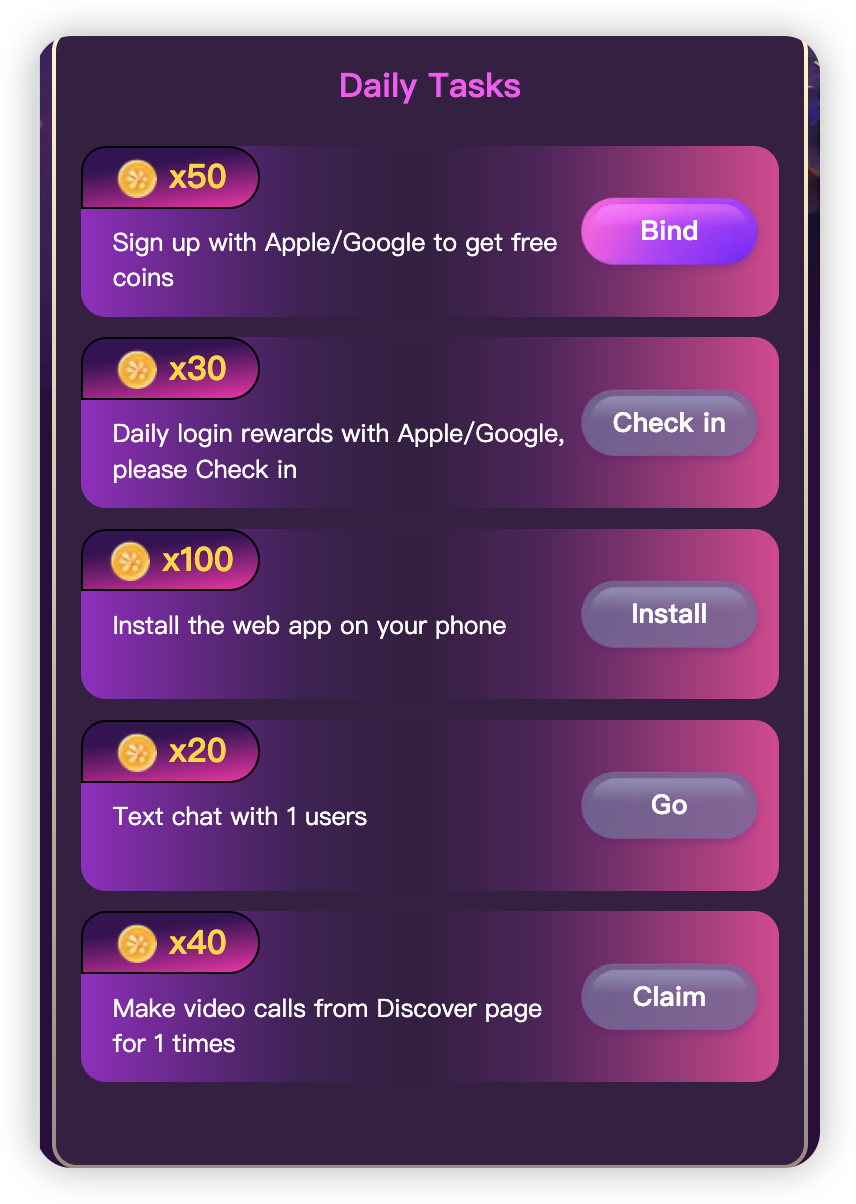 Daily Tasks
x50
Sign up with Apple/Google to get free
coins
Bind
x30
Daily login rewards with Apple/Google,
please Check in
Check in
x100
Install the web app on your phone
Install
x20
Text chat with 1 users
Go
x40
Make video calls from Discover page
for 1 times
Claim